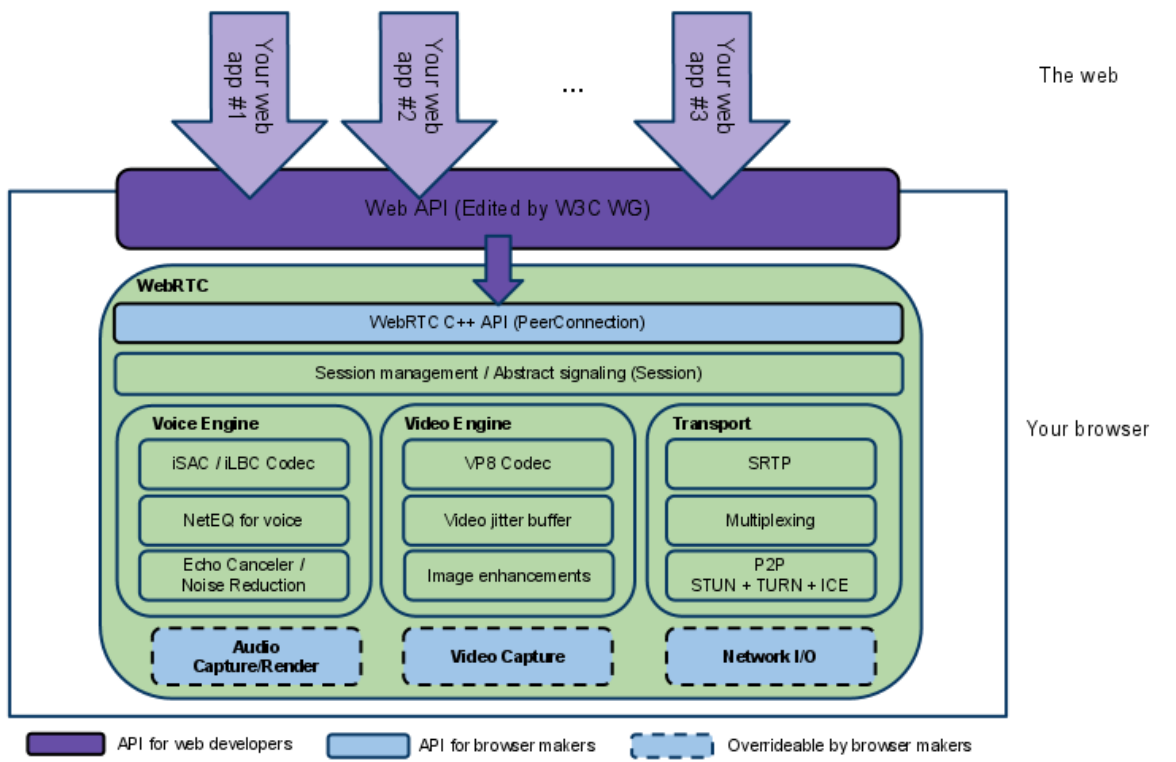 Your web
app #1
Your web
app #2
...
Your web
app #3
The web
Web API (Edited by W3C WG)
WebRTC
WebRTC C++ API (PeerConnection)
Session management / Abstract signaling (Session)
Your browser
Voice Engine
iSAC / iLBC Codec
NetEQ for voice
Echo Canceler /
Noise Reduction
Video Engine
VP8 Codec
Video jitter buffer
Image enhancements
Transport
SRTP
Multiplexing
P2P
STUN + TURN + ICE
Audio
Capture/Render
Video Capture
Network I/O
API for web developers
API for browser makers
Overrideable by browser makers